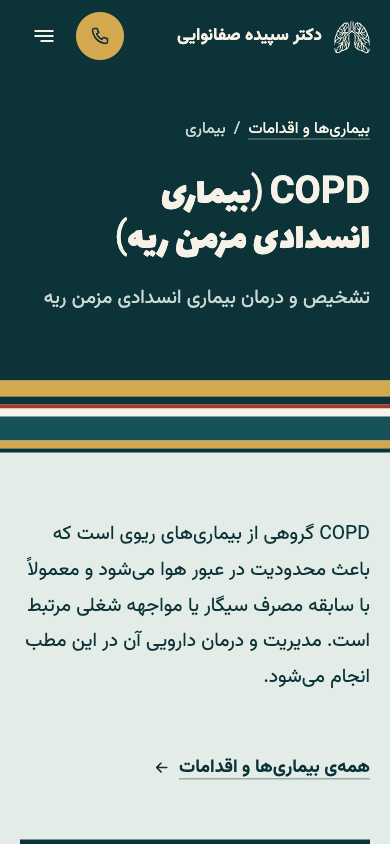 دکتر سپیده صفانوایی
بیماری‌ها و اقدامات / بیماری
COPD (بیماری
انسدادی مزمن ریه)
تشخیص و درمان بیماری انسدادی مزمن ریه
COPD گروهی از بیماری‌های ریوی است که
باعث محدودیت در عبور هوا می‌شود و معمولاً
با سابقه مصرف سیگار یا مواجهه شغلی مرتبط
است. مدیریت و درمان دارویی آن در این مطب
انجام می‌شود.
همه‌ی بیماری‌ها و اقدامات ←